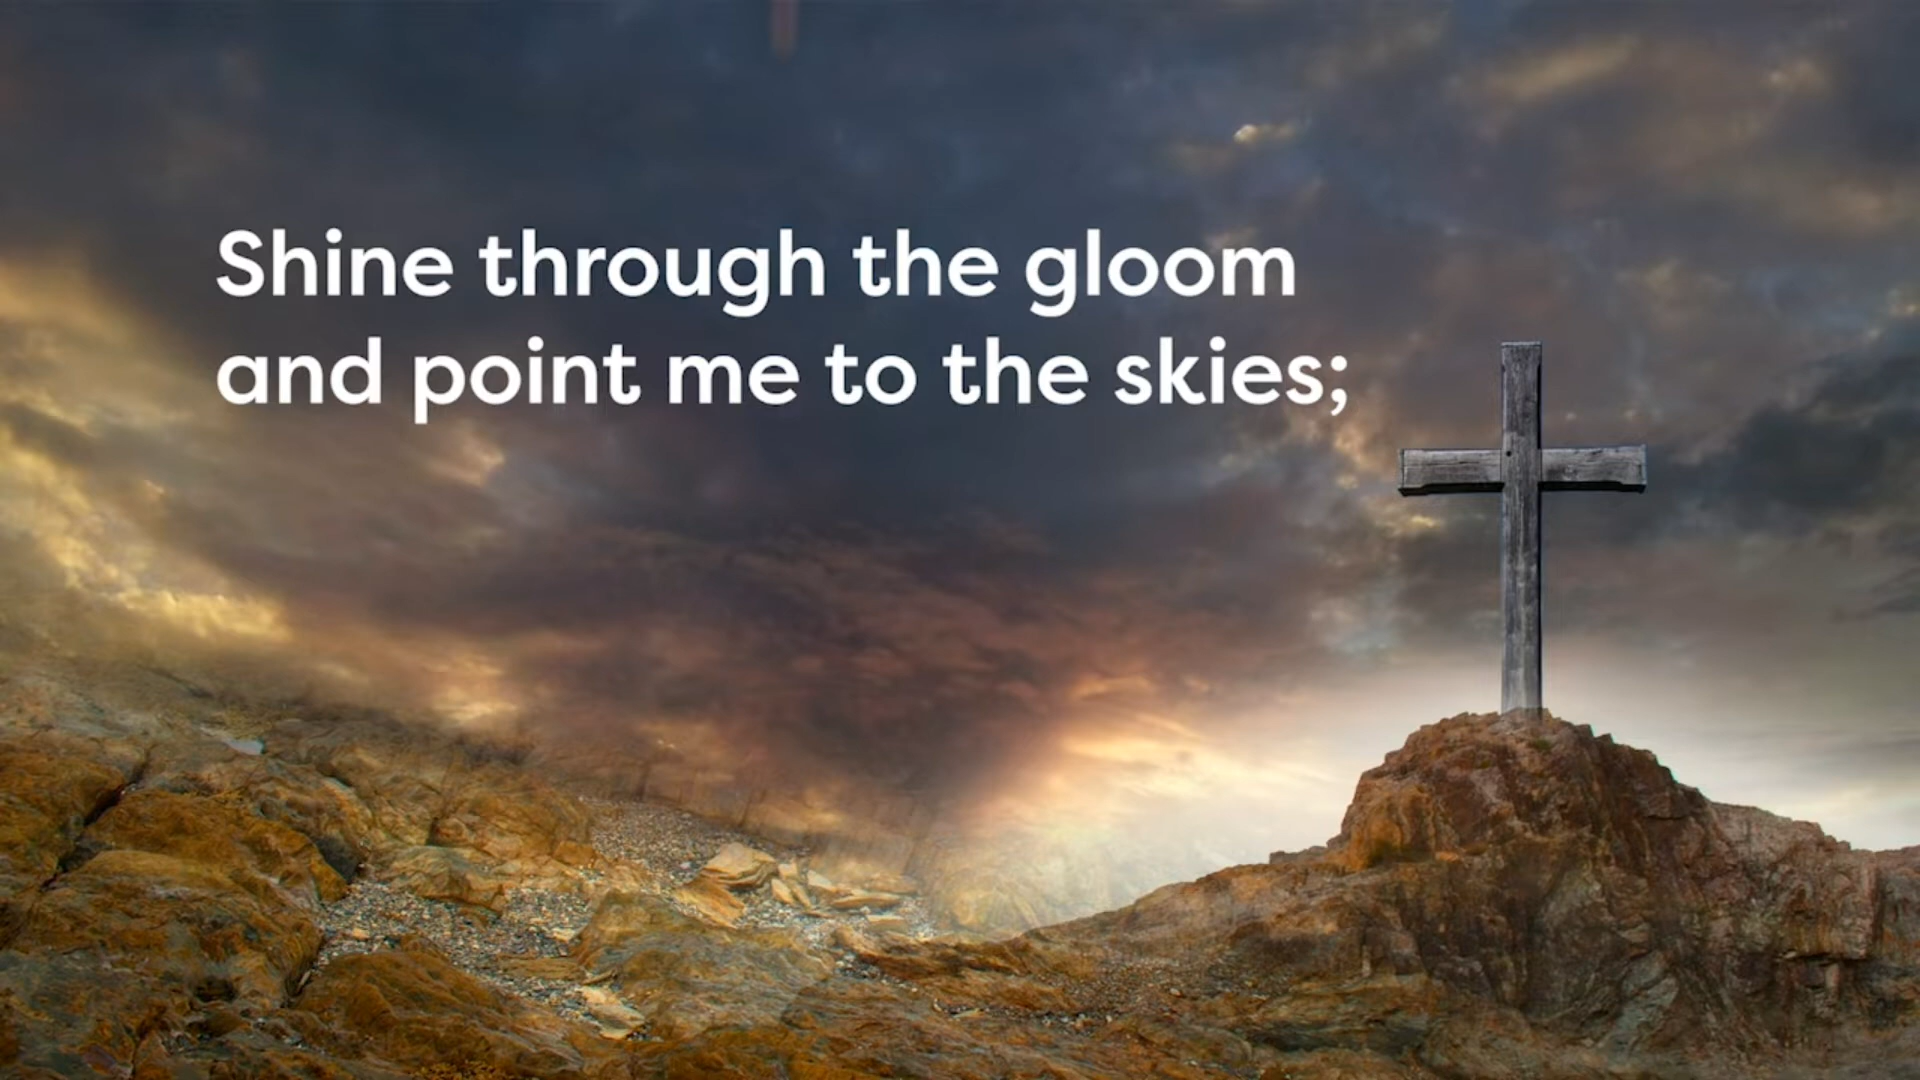 Shine through the gloom
and point me to the skies;